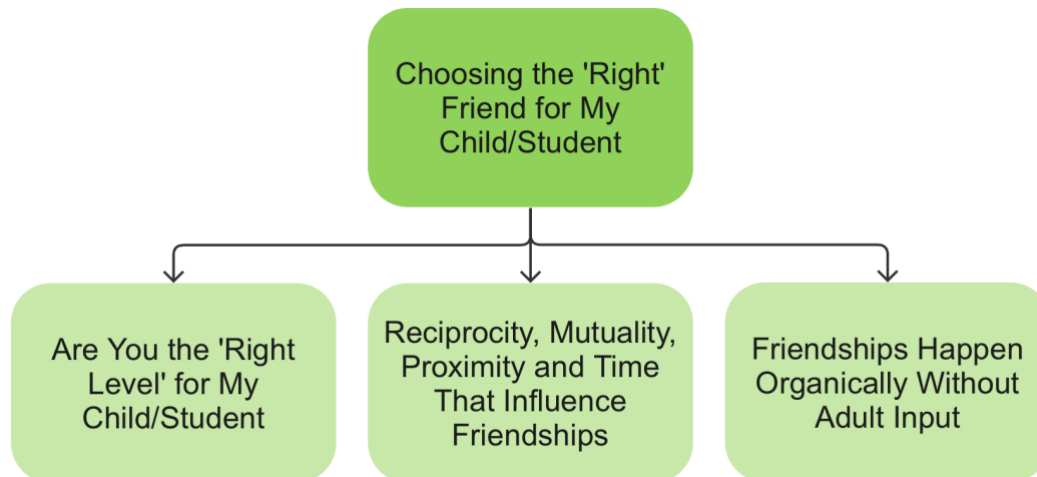 Choosing the 'Right'
Friend for My
Child/Student
Are You the 'Right
Level' for My
Child/Student
Reciprocity, Mutuality,
Proximity and Time
That Influence
Friendships
Friendships Happen
Organically Without
Adult Input